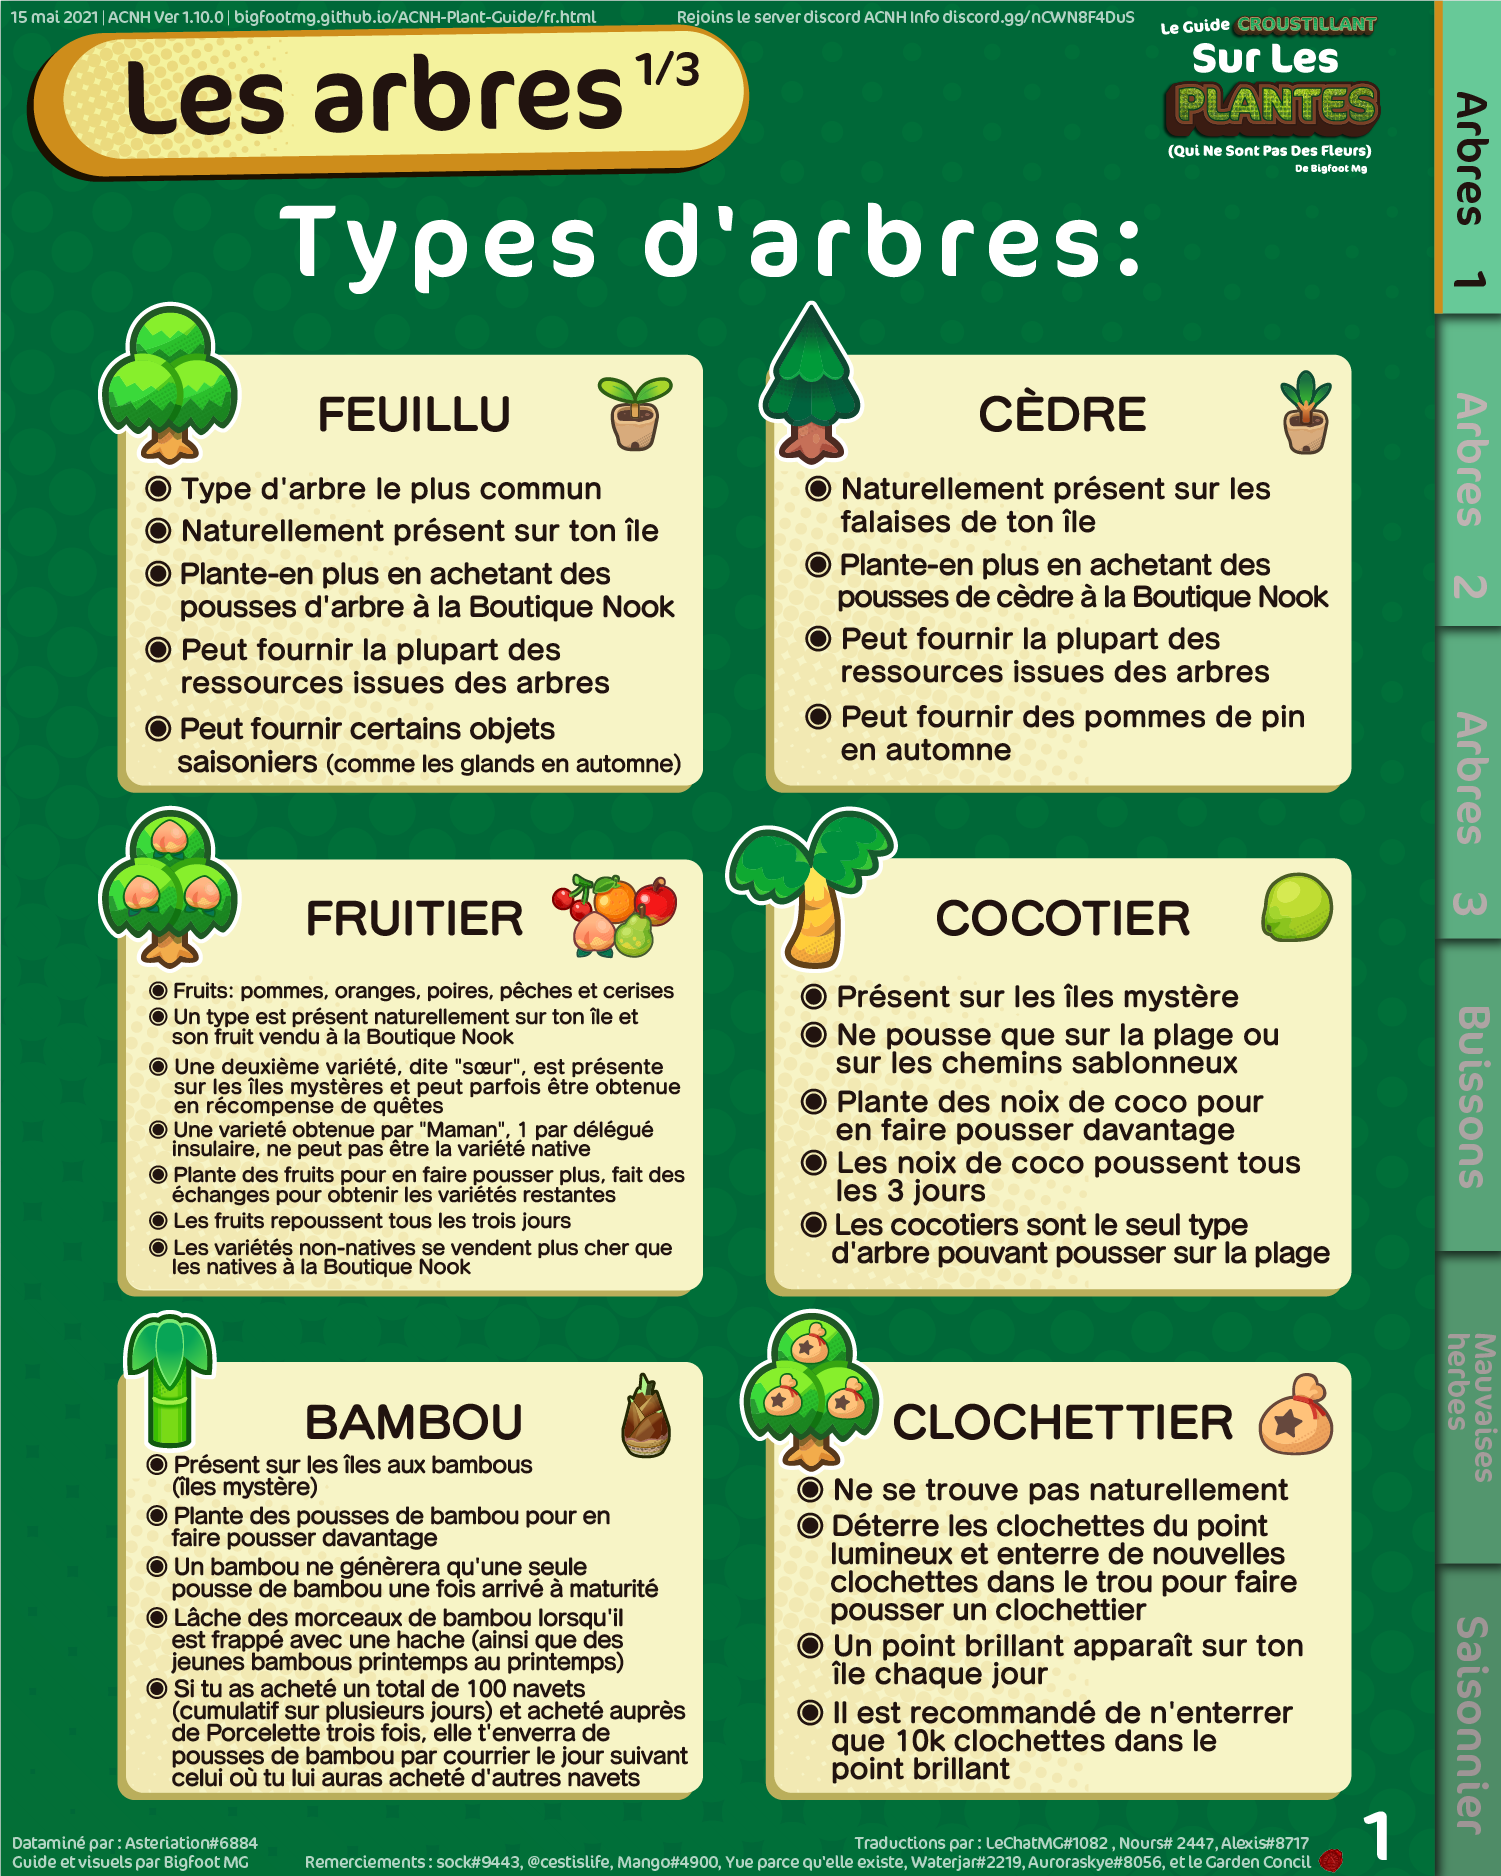 15 mai 2021 | ACNH Ver 1.10.0 | bigfootmg.github.io/ACNH-Plant-Guide/fr.html
Rejoins le server discord ACNH Info discord.gg/nCWN8F4DuS
Le Guide CROUSTILLANT
Sur Les
PLANTES
(Qui Ne Sont Pas Des Fleurs)
De Bigfoot Mg
Les arbres 1/3
Types d'arbres:
FEUILLU
Type d'arbre le plus commun
Naturellement présent sur ton île
Plante-en plus en achetant des
pousses d'arbre à la Boutique Nook
Peut fournir la plupart des
ressources issues des arbres
Peut fournir certains objets
saisoniers (comme les glands en automne)
CÈDRE
Naturellement présent sur les
falaises de ton île
Plante-en plus en achetant des
pousses de cèdre à la Boutique Nook
Peut fournir la plupart des
ressources issues des arbres
Peut fournir des pommes de pin
en automne
FRUITIER
Fruits: pommes, oranges, poires, pêches et cerises
Un type est présent naturellement sur ton île et
son fruit vendu à la Boutique Nook
Une deuxième variété, dite "sœur", est présente
sur les îles mystères et peut parfois être obtenue
en récompense de quêtes
Une varieté obtenue par "Maman", 1 par délégué
insulaire, ne peut pas être la variété native
Plante des fruits pour en faire pousser plus, fait des
échanges pour obtenir les variétés restantes
Les fruits repoussent tous les trois jours
Les variétés non-natives se vendent plus cher que
les natives à la Boutique Nook
COCOTIER
Présent sur les îles mystère
Ne pousse que sur la plage ou
sur les chemins sablonneux
Plante des noix de coco pour
en faire pousser davantage
Les noix de coco poussent tous
les 3 jours
Les cocotiers sont le seul type
d'arbre pouvant pousser sur la plage
BAMBOU
Présent sur les îles aux bambous
(îles mystère)
Plante des pousses de bambou pour en
faire pousser davantage
Un bambou ne génèrera qu'une seule
pousse de bambou une fois arrivé à maturité
Lâche des morceaux de bambou lorsqu'il
est frappé avec une hache (ainsi que des
jeunes bambous printemps au printemps)
Si tu as acheté un total de 100 navets
(cumulatif sur plusieurs jours) et acheté auprès
de Porcelette trois fois, elle t'enverra de
pousses de bambou par courrier le jour suivant
celui où tu lui auras acheté d'autres navets
CLOCHETTIER
Ne se trouve pas naturellement
Déterre les clochettes du point
lumineux et enterre de nouvelles
clochettes dans le trou pour faire
pousser un clochettier
Un point brillant apparaît sur ton
île chaque jour
Il est recommandé de n'enterrer
que 10k clochettes dans le
point brillant
Arbres 1
Arbres 2
Arbres 3
Buissons
Mauvaises
herbes
Saisonnier
Dataminé par : Asteriation#6884
Guide et visuels par Bigfoot MG
Traductions par : LeChatMG#1082 , Nours# 2447, Alexis#8717
Remerciements : sock#9443, @cestislife, Mango#4900, Yue parce qu'elle existe, Waterjar#2219, Auroraskye#8056, et le Garden Concil
1